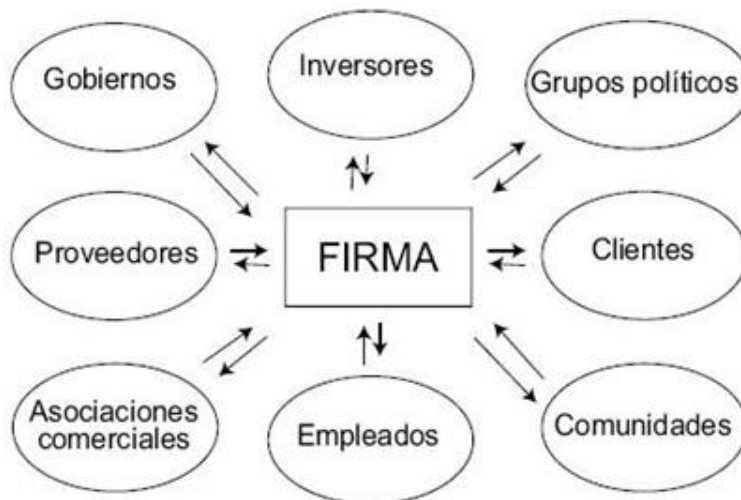 Gobiernos
Inversores
Grupos políticos
Proveedores
FIRMA
Clientes
Asociaciones
comerciales
Empleados
Comunidades